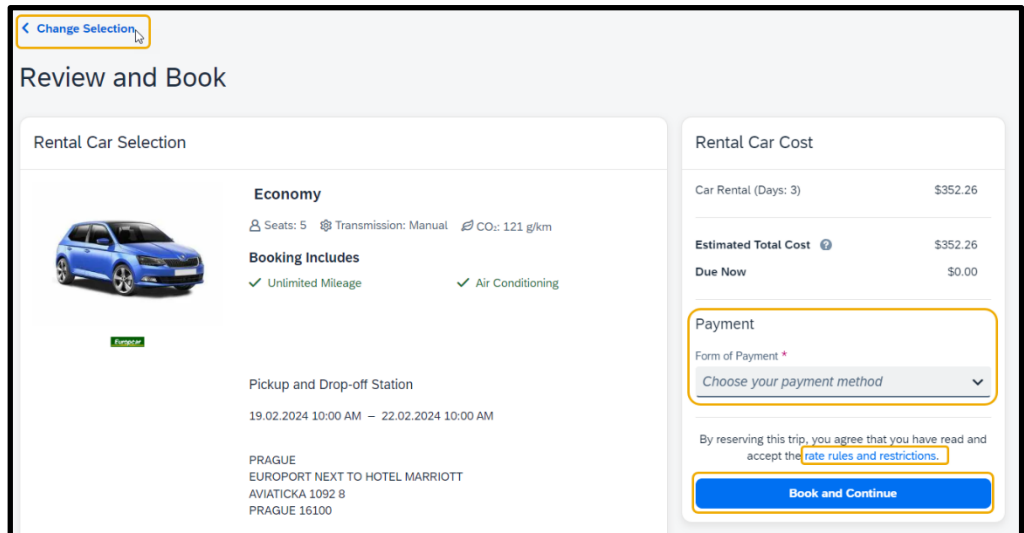 Change Selection
Review and Book
Rental Car Selection
Economy
Seats: 5 Transmission: Manual CO₂: 121 g/km
Booking Includes
Unlimited Mileage Air Conditioning
Europcar
Pickup and Drop-off Station
19.02.2024 10:00 AM – 22.02.2024 10:00 AM
PRAGUE
EUROPORT NEXT TO HOTEL MARRIOTT
AVIATICKA 1092 8
PRAGUE 16100
Rental Car Cost
Car Rental (Days: 3) $352.26
Estimated Total Cost ? $352.26
Due Now $0.00
Payment
Form of Payment *
Choose your payment method
By reserving this trip, you agree that you have read and
accept the rate rules and restrictions.
Book and Continue